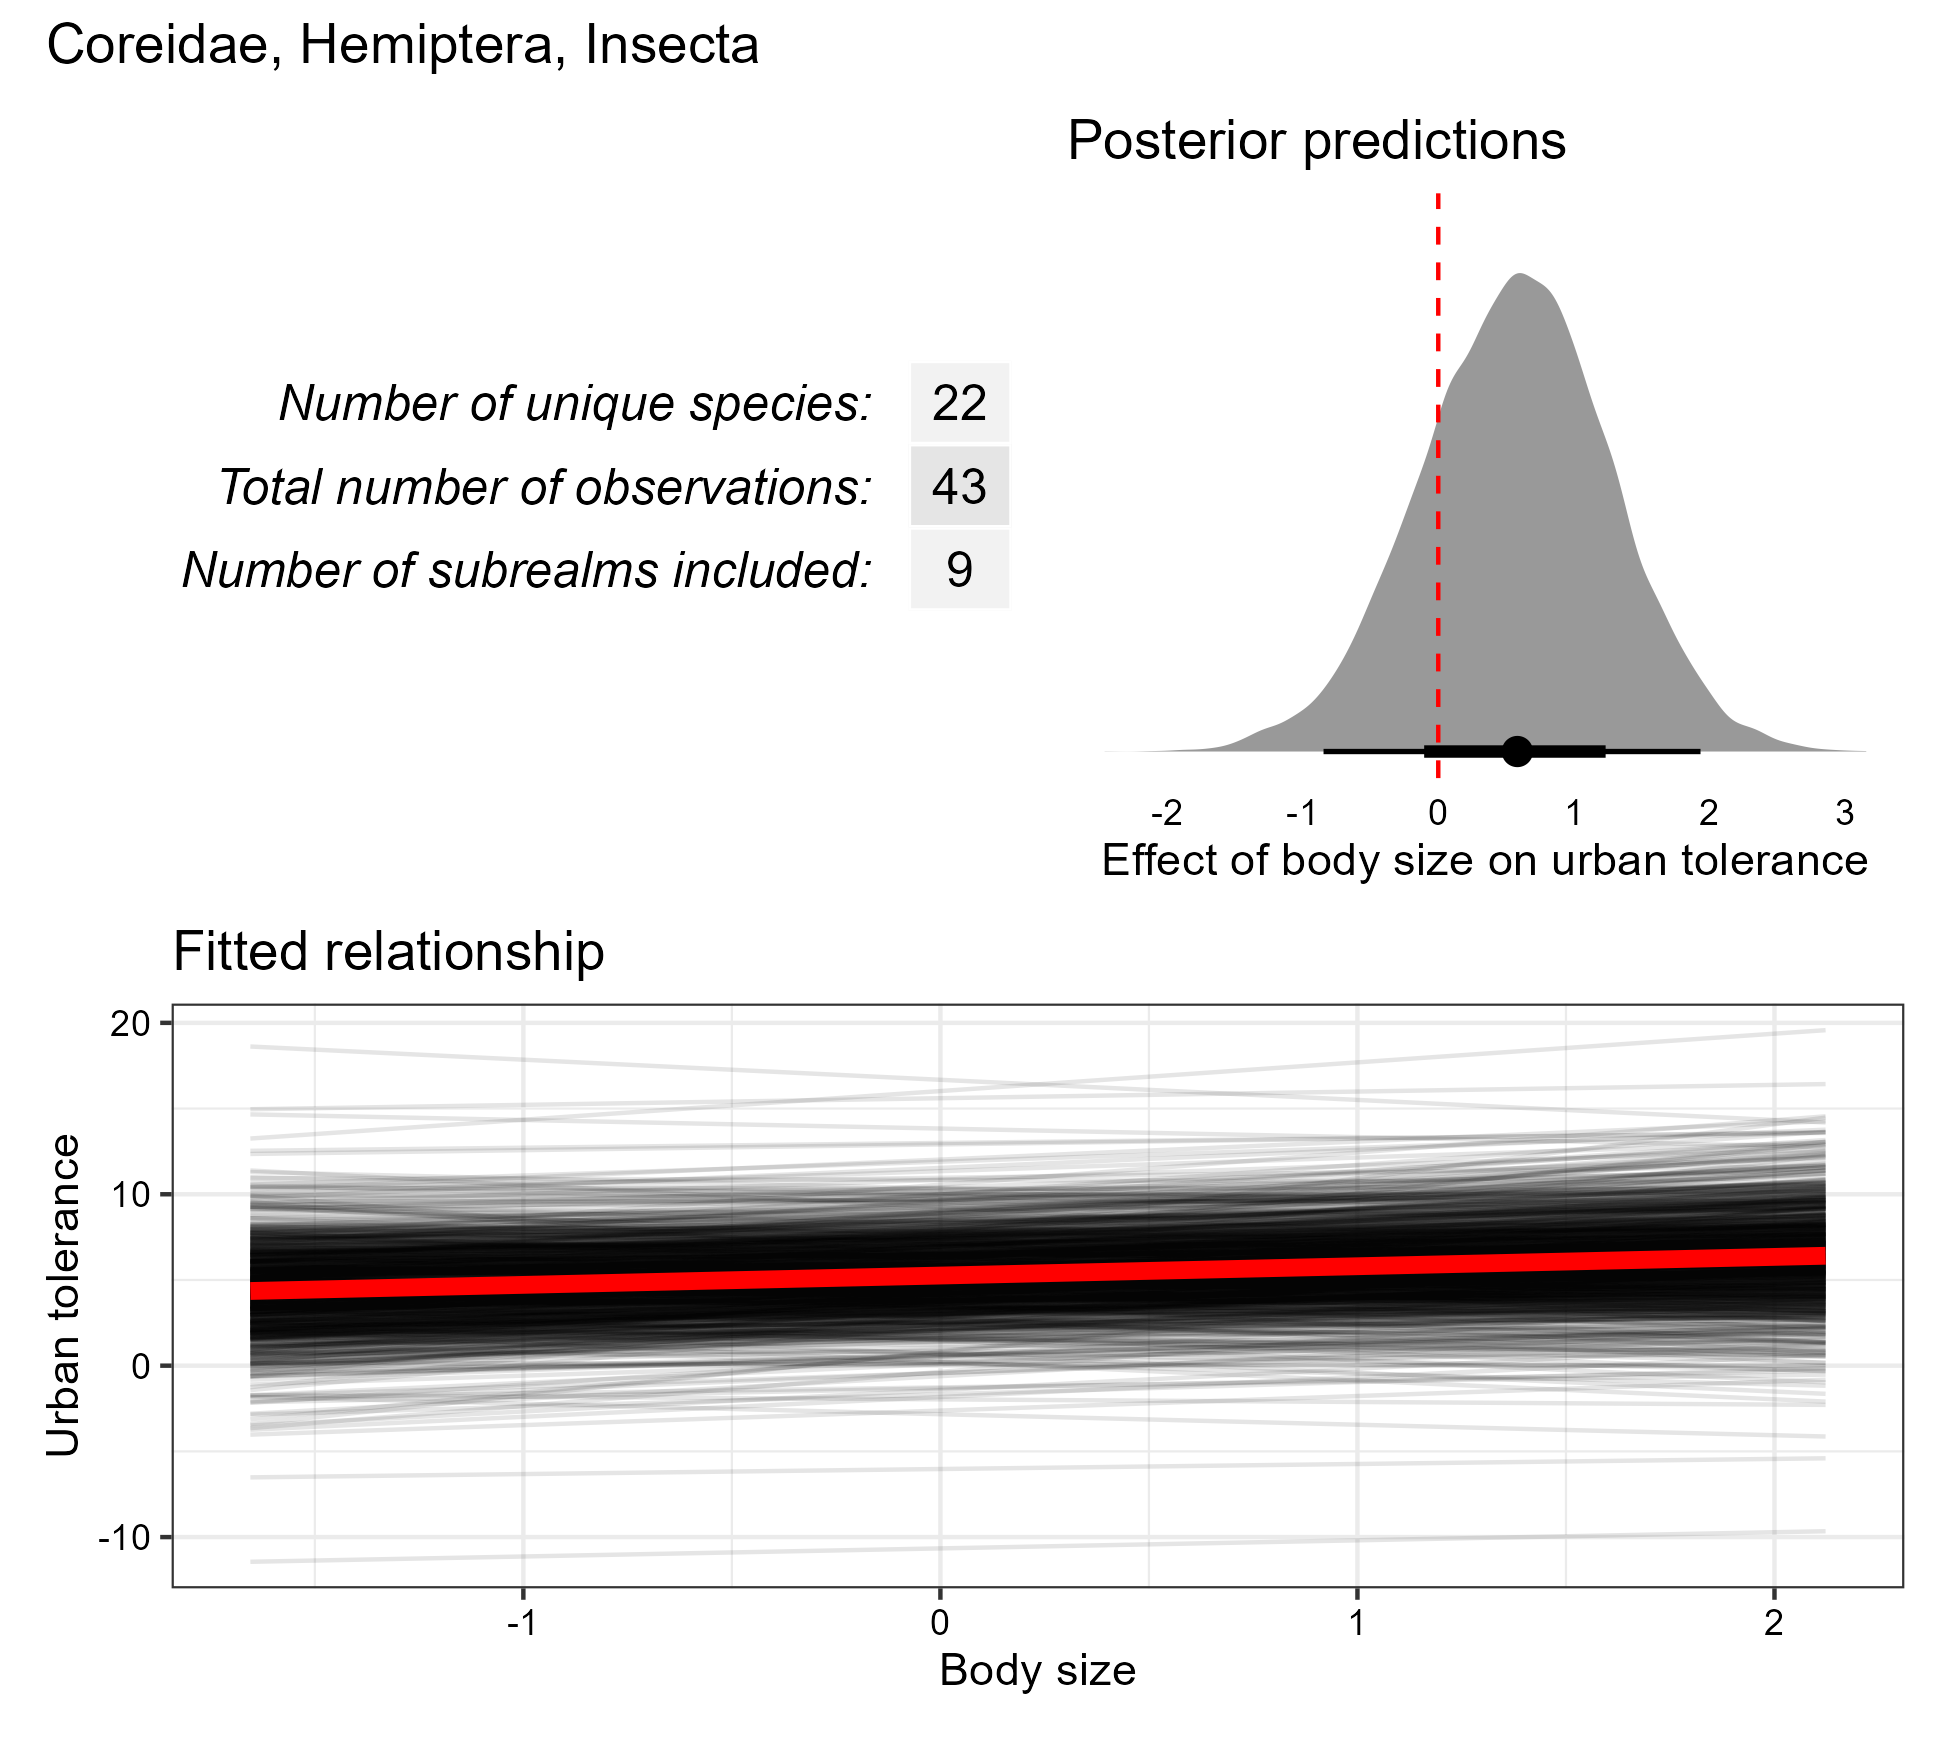 Coreidae, Hemiptera, Insecta
Number of unique species: 22
Total number of observations: 43
Number of subrealms included: 9
Posterior predictions
-2 -1 0 1 2 3
Effect of body size on urban tolerance
Fitted relationship
Urban tolerance
20
10
0
-10
-1 0 1 2
Body size